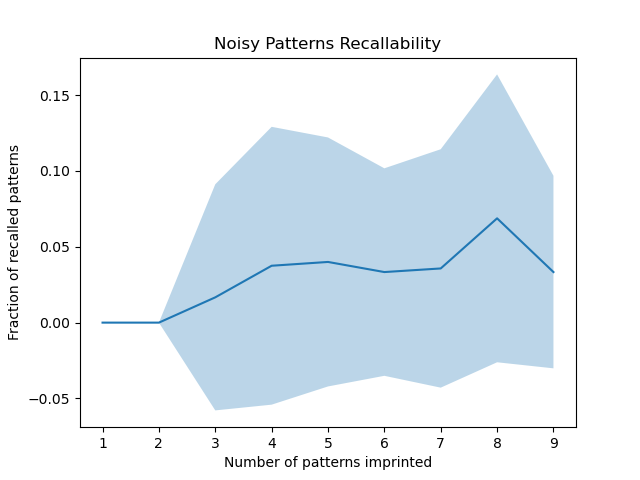 Noisy Patterns Recallability
Fraction of recalled patterns
0.15
0.10
0.05
0.00
−0.05
1 2 3 4 5 6 7 8 9
Number of patterns imprinted